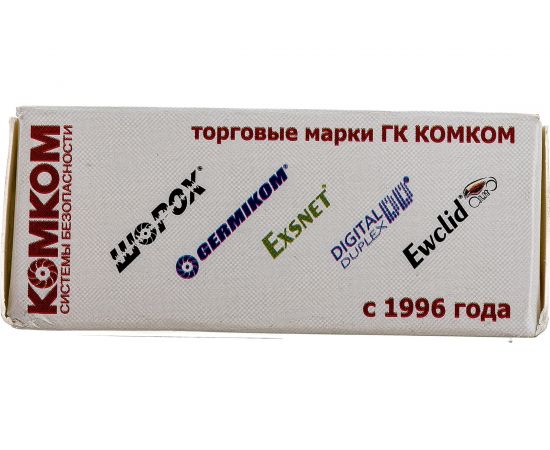 КОМКОМ
СИСТЕМЫ БЕЗОПАСНОСТИ
торговые марки ГК КОМКОМ
ШОРОХ®
GERMIKOM®
EXSNET®
DIGITAL
DUPLEX
Ewclid®
с 1996 года